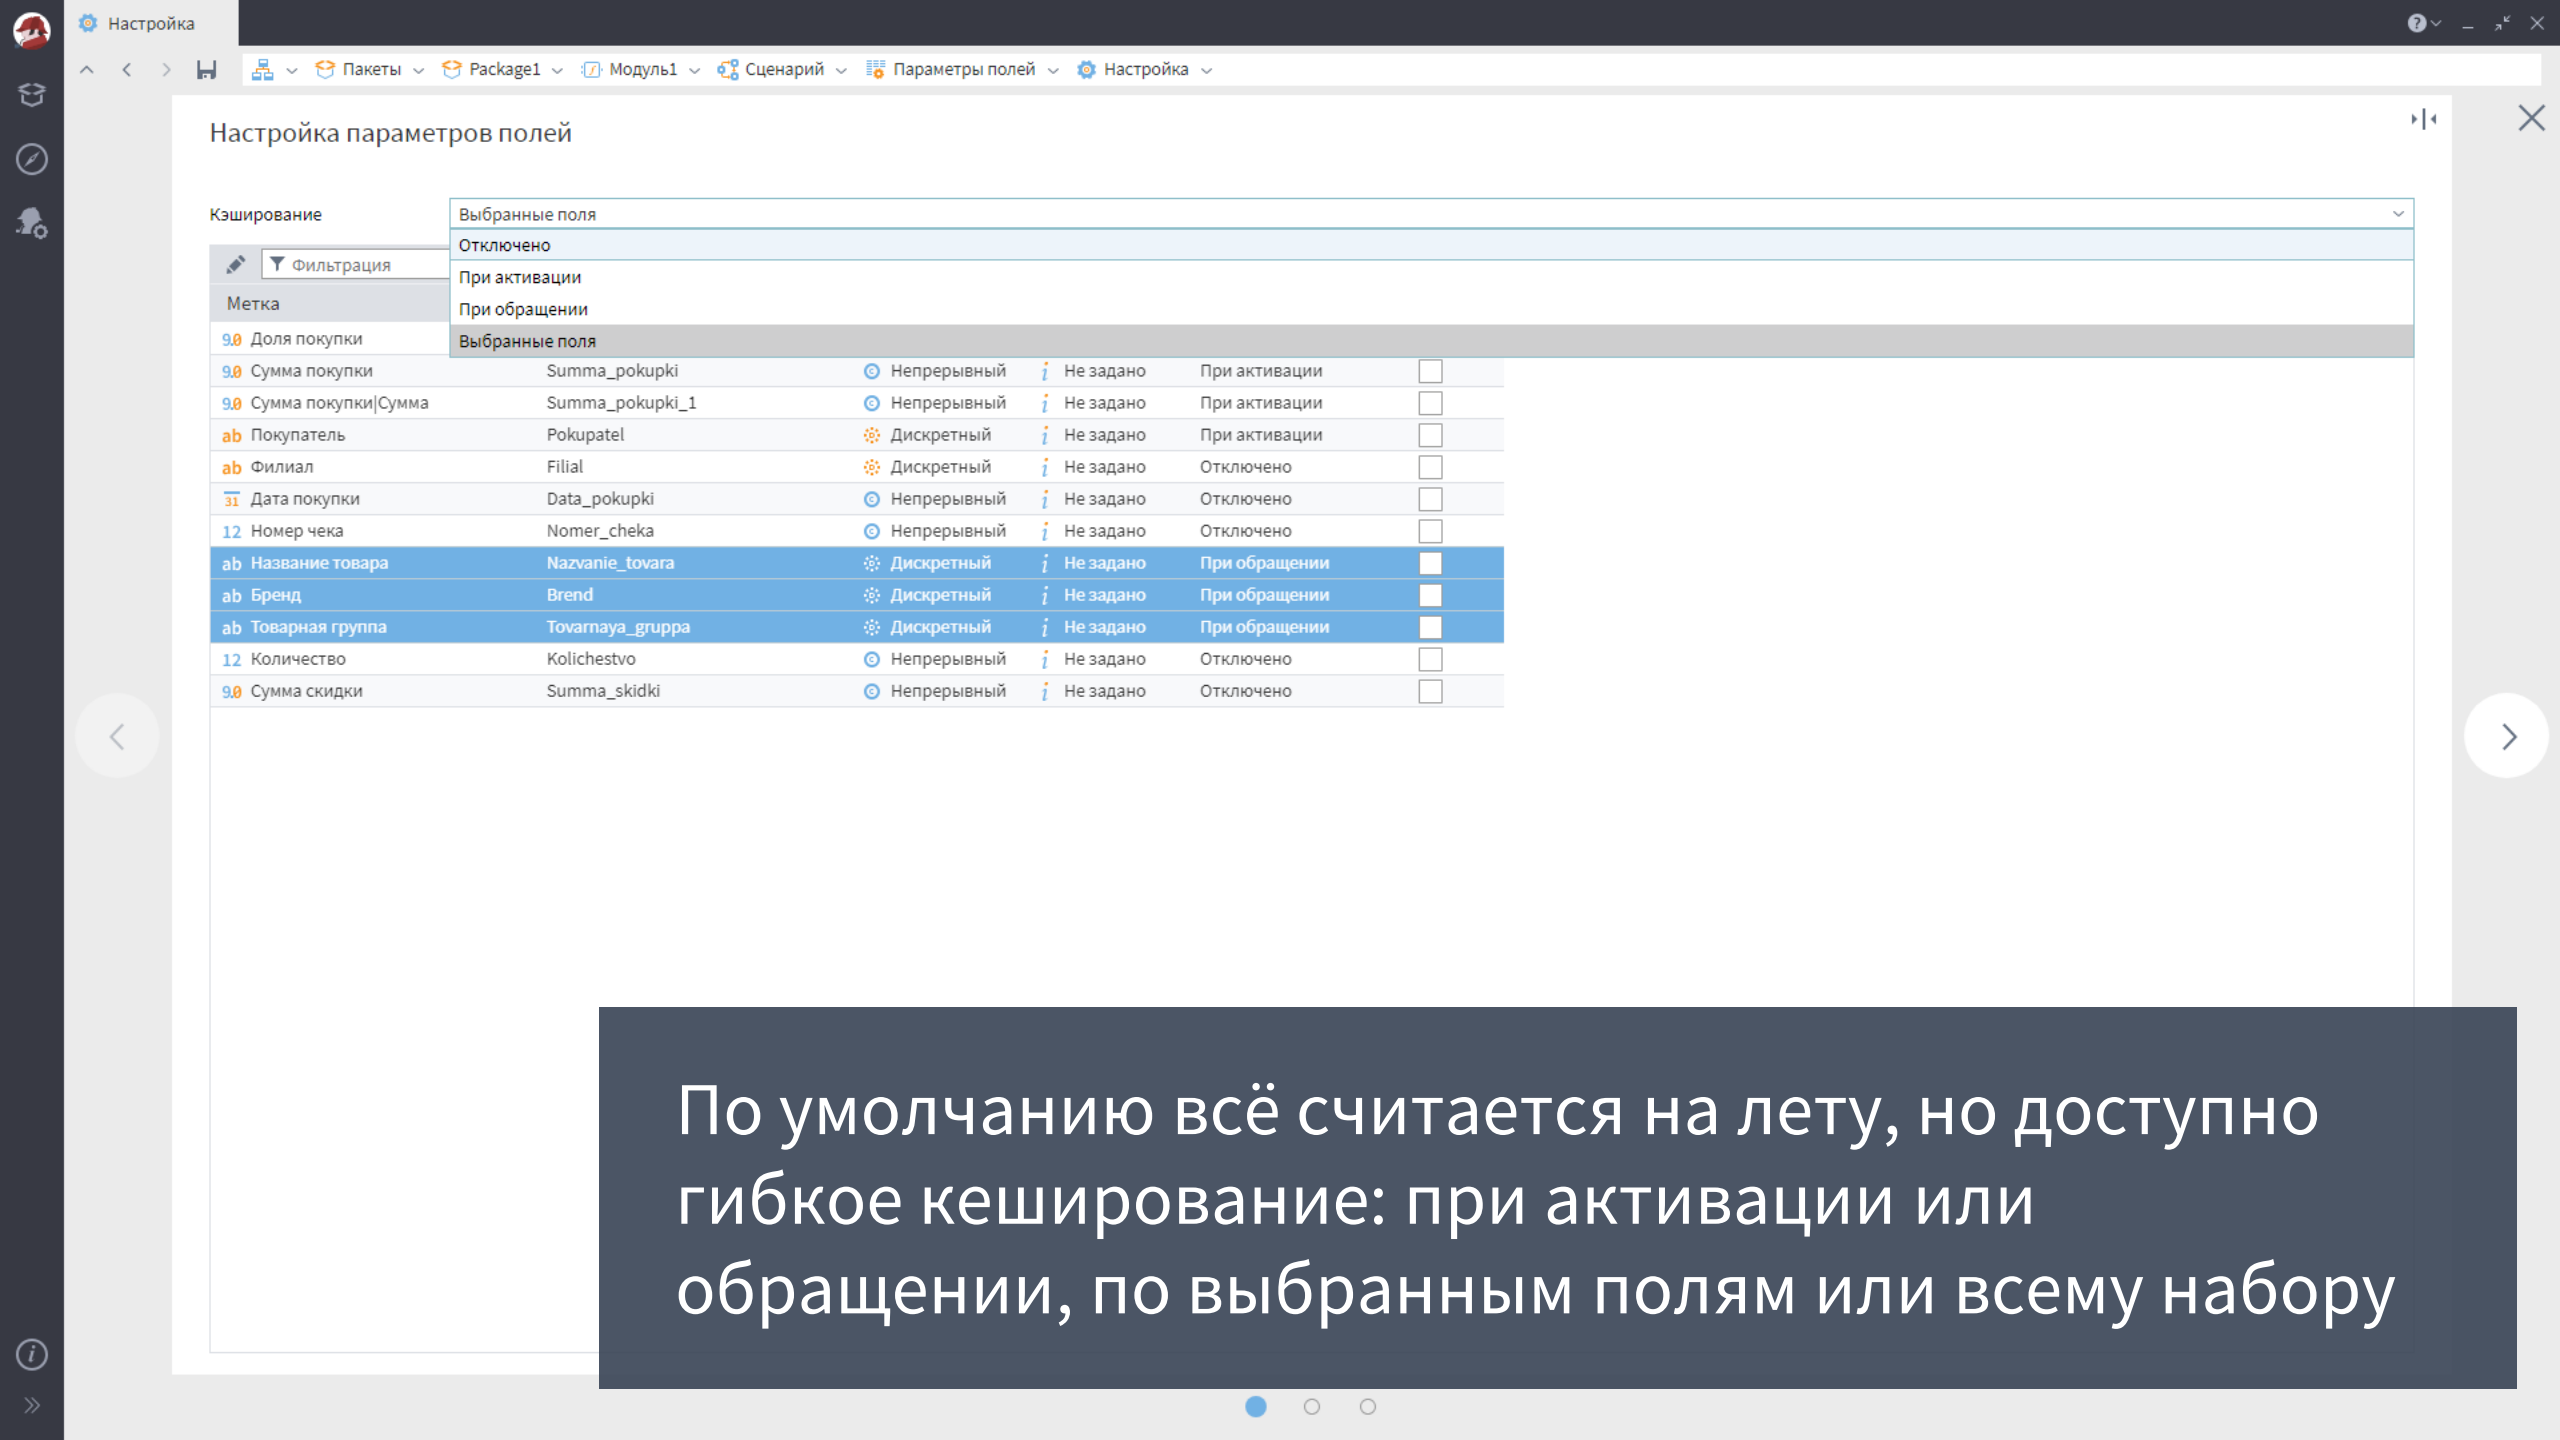 Настройка
Пакеты Package1 Модуль1 Сценарий Параметры полей Настройка
Настройка параметров полей
Кэширование Выбранные поля
Отключено
Фильтрация
При активации
Метка
При обращении
9.0 Доля покупки
Выбранные поля
9.0 Сумма покупки Summa_pokupki Непрерывный i Не задано При активации
9.0 Сумма покупки|Сумма Summa_pokupki_1 Непрерывный i Не задано При активации
ab Покупатель Pokupatel Дискретный i Не задано При активации
ab Филиал Filial Дискретный i Не задано Отключено
31 Дата покупки Data_pokupki Непрерывный i Не задано Отключено
12 Номер чека Nomer_cheka Непрерывный i Не задано Отключено
ab Название товара Nazvanie_tovara Дискретный i Не задано При обращении
ab Бренд Brend Дискретный i Не задано При обращении
ab Товарная группа Tovarnaya_gruppa Дискретный i Не задано При обращении
12 Количество Kolichestvo Непрерывный i Не задано Отключено
9.0 Сумма скидки Summa_skidki Непрерывный i Не задано Отключено
По умолчанию всё считается на лету, но доступно
гибкое кеширование: при активации или
обращении, по выбранным полям или всему набору